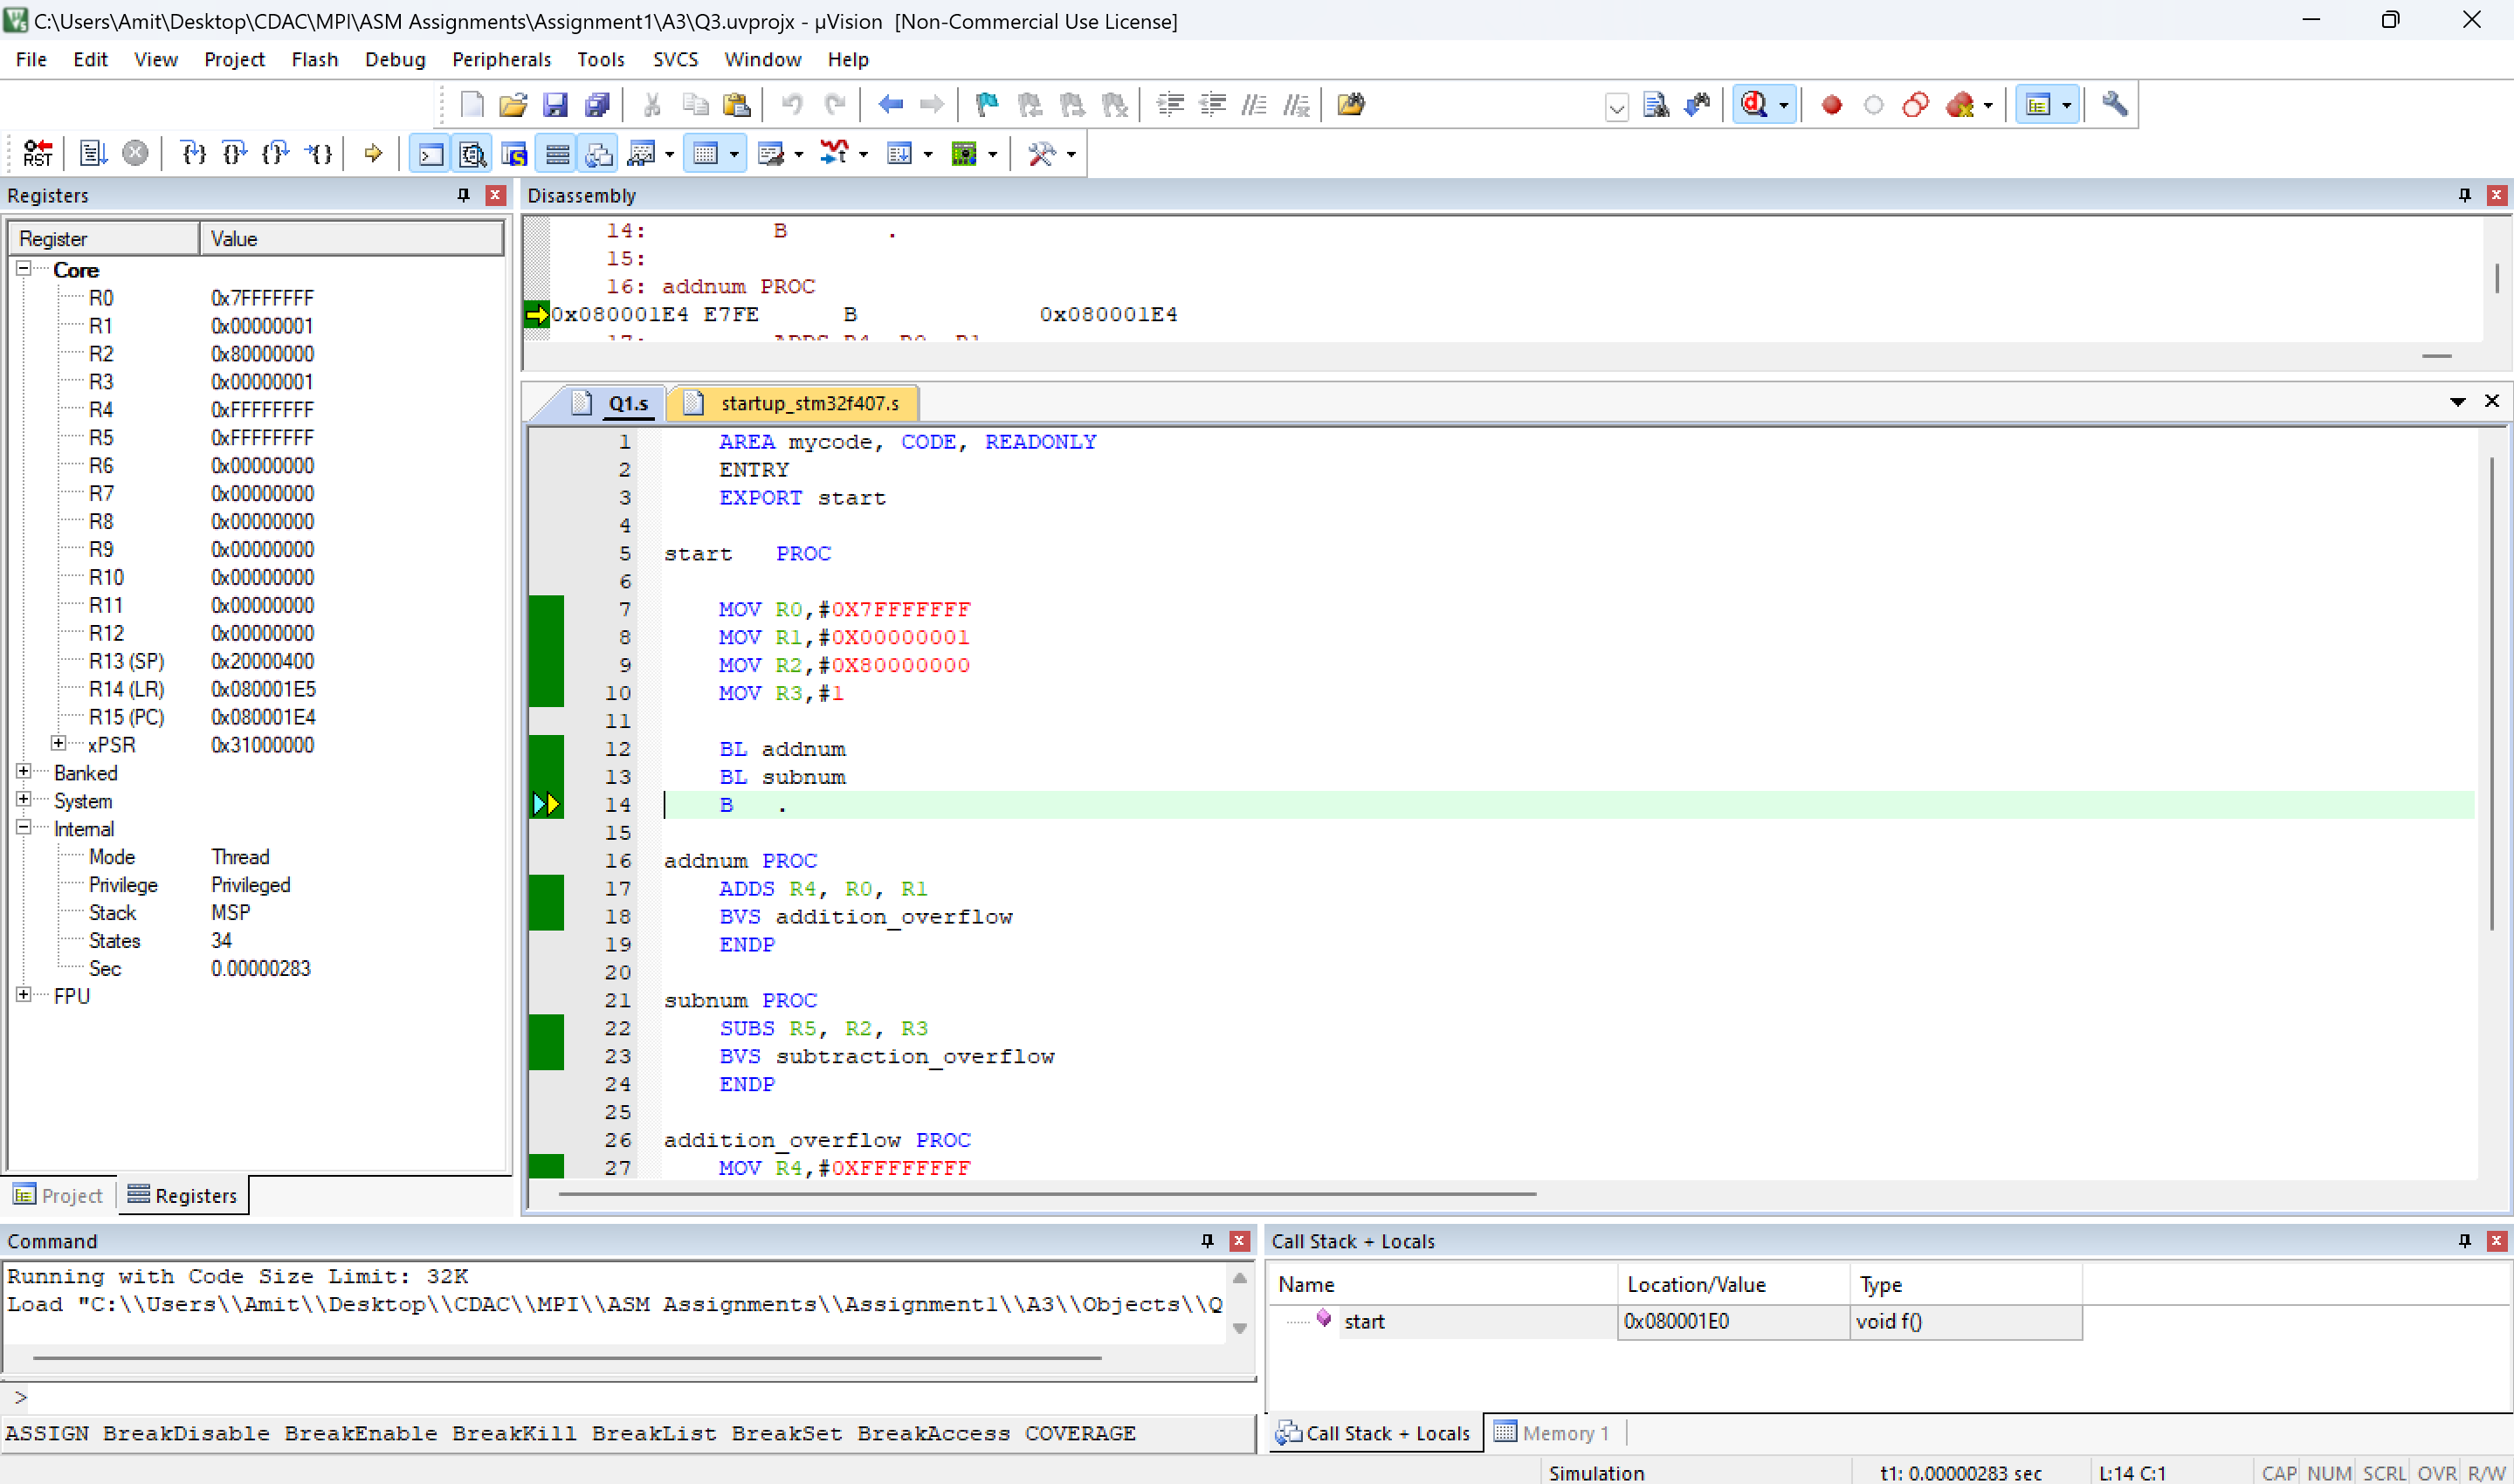 C:\Users\Amit\Desktop\CDAC\MPI\ASM Assignments\Assignment1\A3\Q3.uvprojx - µVision [Non-Commercial Use License]
File Edit View Project Flash Debug Peripherals Tools SVCS Window Help
RST
Registers
Register Value
Core
R0 0x7FFFFFFF
R1 0x00000001
R2 0x80000000
R3 0x00000001
R4 0xFFFFFFFF
R5 0xFFFFFFFF
R6 0x00000000
R7 0x00000000
R8 0x00000000
R9 0x00000000
R10 0x00000000
R11 0x00000000
R12 0x00000000
R13 (SP) 0x20000400
R14 (LR) 0x080001E5
R15 (PC) 0x080001E4
xPSR 0x31000000
Banked
System
Internal
Mode Thread
Privilege Privileged
Stack MSP
States 34
Sec 0.00000283
FPU
Project Registers
Disassembly
14: B .
15:
16: addnum PROC
0x080001E4 E7FE B 0x080001E4
17: ADDS R4, R0, R1
Q1.s startup_stm32f407.s
1 AREA mycode, CODE, READONLY
2 ENTRY
3 EXPORT start
4
5 start PROC
6
7 MOV R0,#0X7FFFFFFF
8 MOV R1,#0X00000001
9 MOV R2,#0X80000000
10 MOV R3,#1
11
12 BL addnum
13 BL subnum
14 B .
15
16 addnum PROC
17 ADDS R4, R0, R1
18 BVS addition_overflow
19 ENDP
20
21 subnum PROC
22 SUBS R5, R2, R3
23 BVS subtraction_overflow
24 ENDP
25
26 addition_overflow PROC
27 MOV R4,#0XFFFFFFFF
Command
Running with Code Size Limit: 32K
Load "C:\\Users\\Amit\\Desktop\\CDAC\\MPI\\ASM Assignments\\Assignment1\\A3\\Objects\\Q
>
ASSIGN BreakDisable BreakEnable BreakKill BreakList BreakSet BreakAccess COVERAGE
Call Stack + Locals
Name Location/Value Type
start 0x080001E0 void f()
Call Stack + Locals Memory 1
Simulation t1: 0.00000283 sec L:14 C:1 CAP NUM SCRL OVR R/W